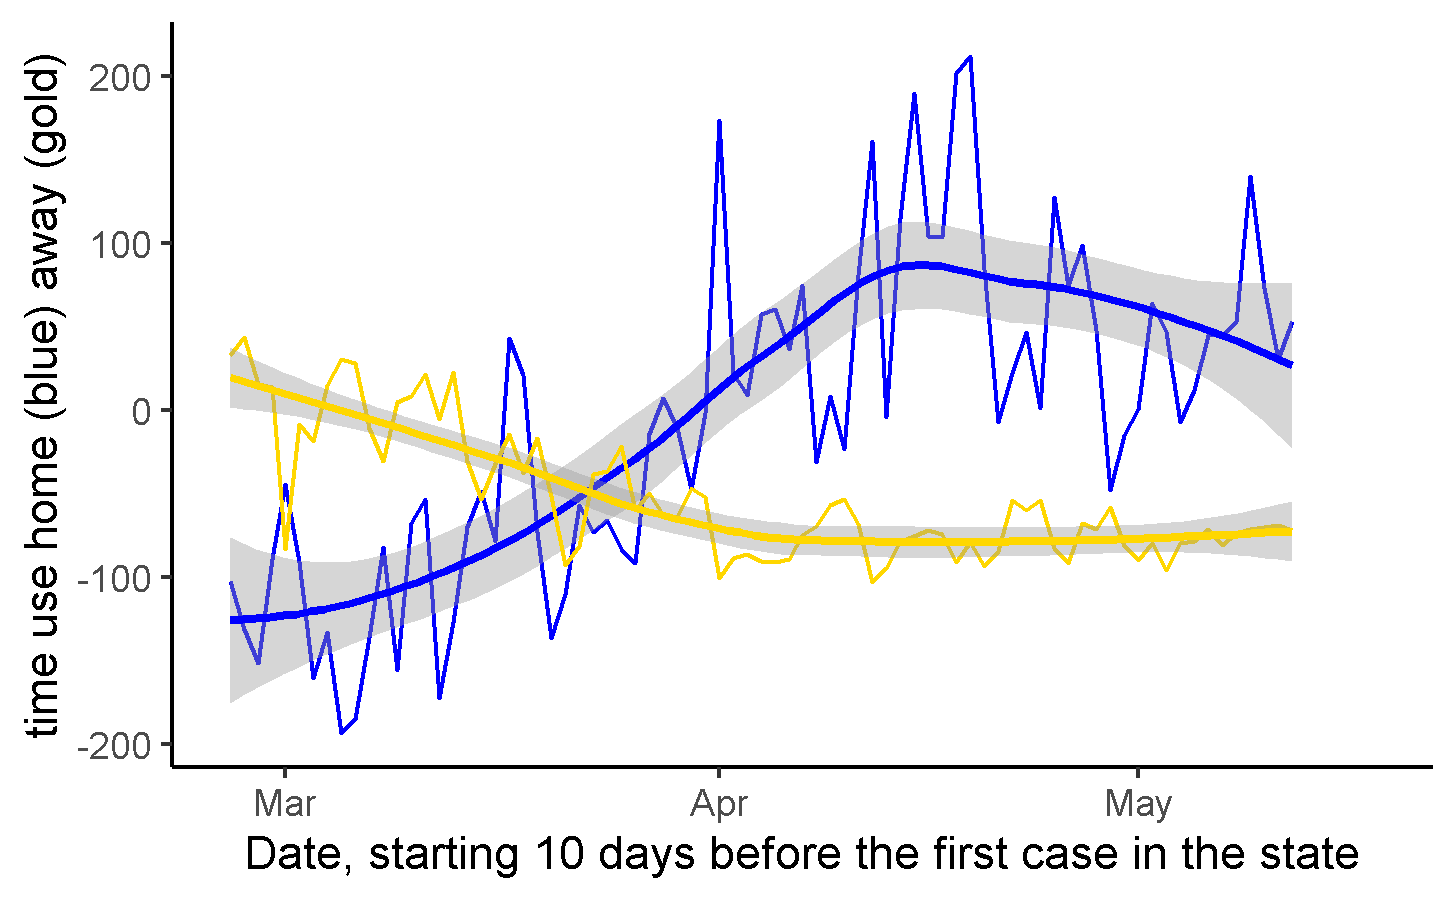 time use home (blue) away (gold)
200
100
0
-100
-200
Mar Apr May
Date, starting 10 days before the first case in the state